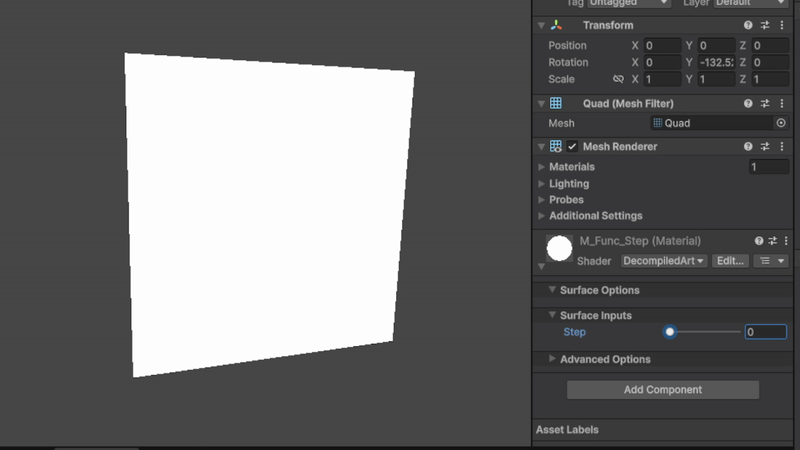 Tag Untagged Layer Default
Transform
Position X 0 Y 0 Z 0
Rotation X 0 Y -132.52 Z 0
Scale X 1 Y 1 Z 1
Quad (Mesh Filter)
Mesh Quad
Mesh Renderer
Materials 1
Lighting
Probes
Additional Settings
M_Func_Step (Material)
Shader DecompiledArt Edit...
Surface Options
Surface Inputs
Step 0
Advanced Options
Add Component
Asset Labels